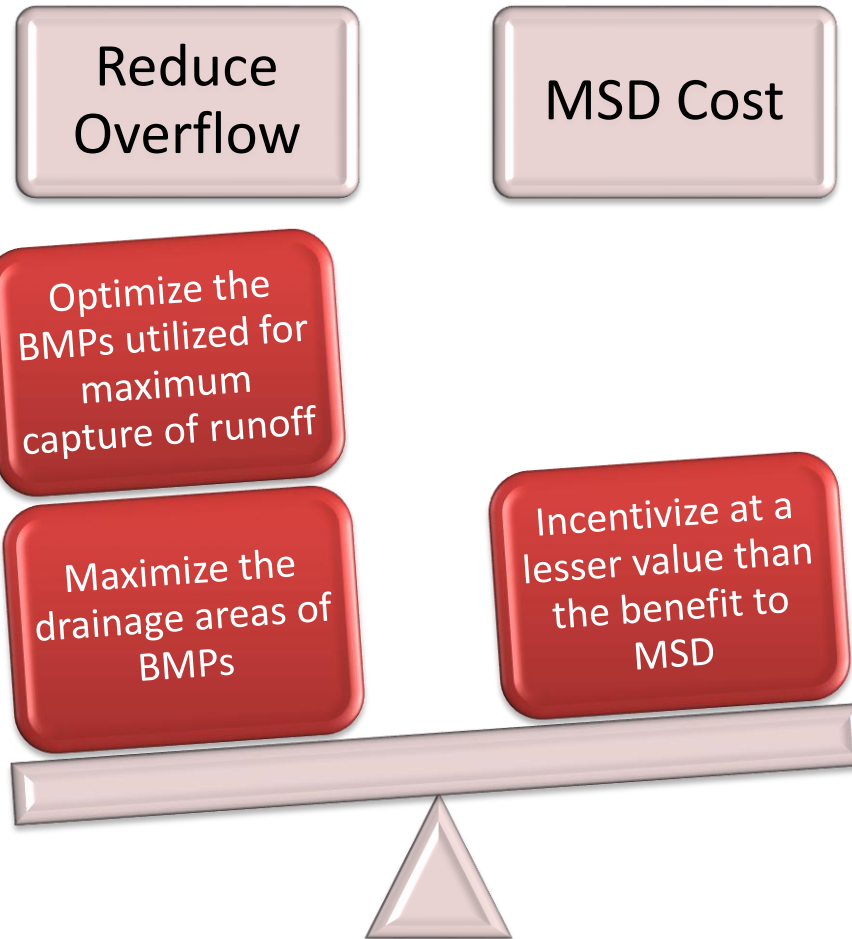 Reduce
Overflow
MSD Cost
Optimize the
BMPs utilized for
maximum
capture of runoff
Maximize the
drainage areas of
BMPs
Incentivize at a
lesser value than
the benefit to
MSD